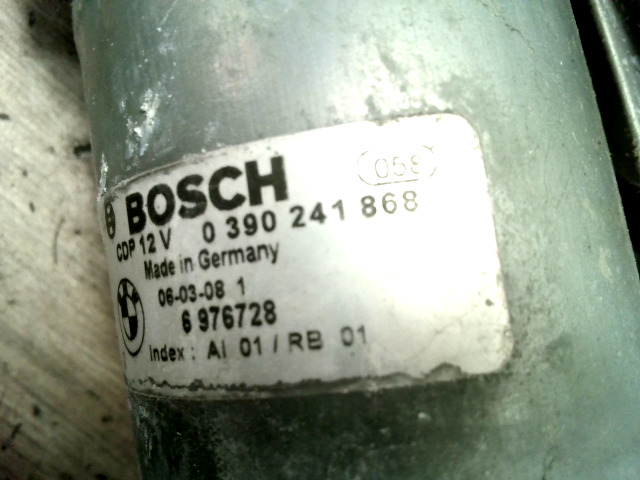 058
BOSCH
CDP 12 V 0 390 241 868
Made in Germany
06-03-08 1
6 976728
Index : AI 01 / RB 01